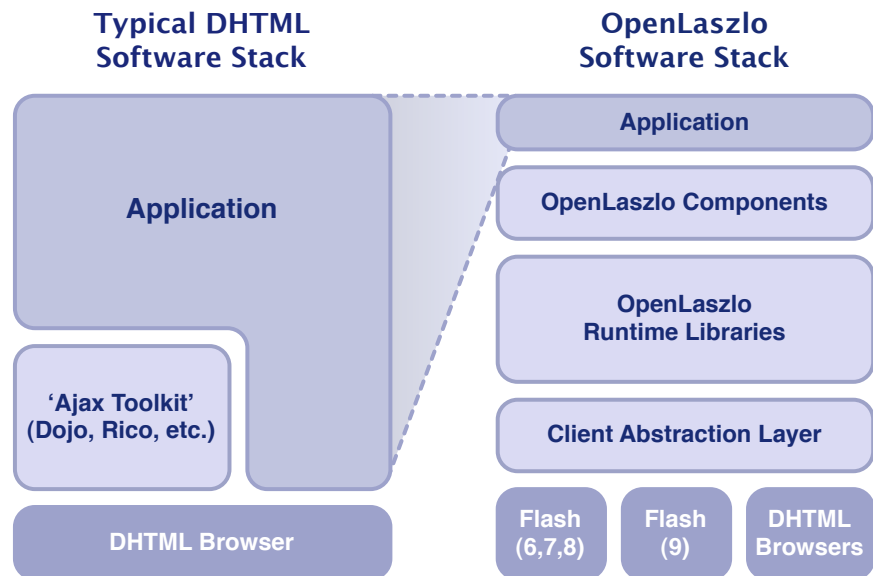 Typical DHTML
Software Stack
Application
‘Ajax Toolkit’
(Dojo, Rico, etc.)
DHTML Browser
OpenLaszlo
Software Stack
Application
OpenLaszlo Components
OpenLaszlo
Runtime Libraries
Client Abstraction Layer
Flash
(6,7,8)
Flash
(9)
DHTML
Browsers